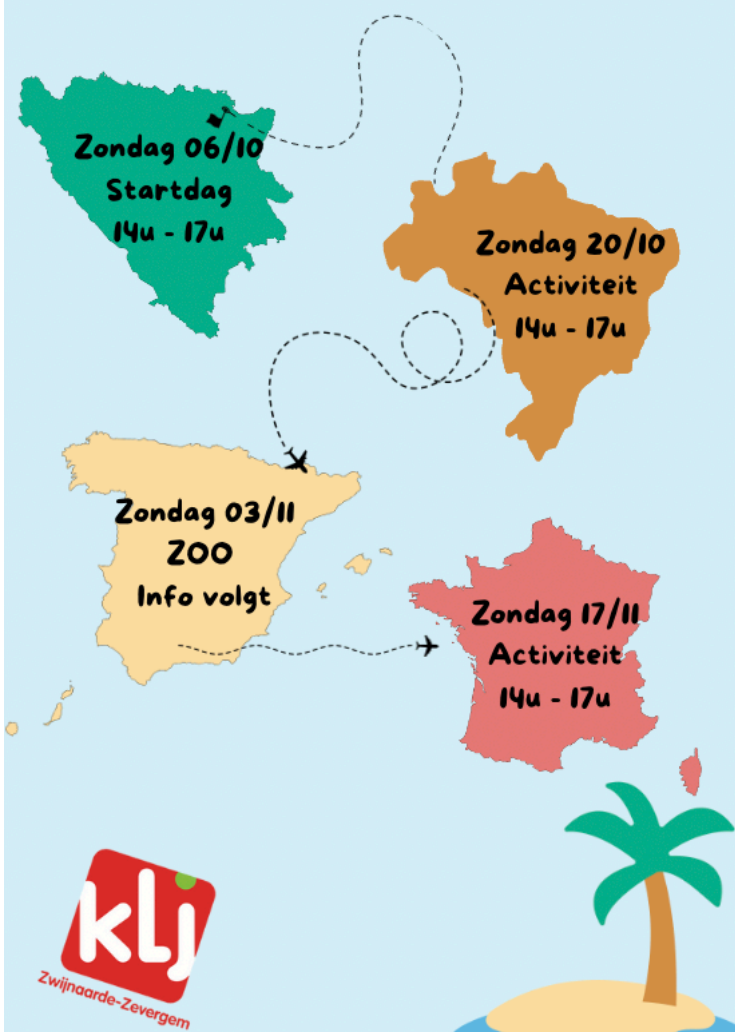 Zondag 06/10
Startdag
14u - 17u
Zondag 20/10
Activiteit
14u - 17u
Zondag 03/11
ZOO
Info volgt
Zondag 17/11
Activiteit
14u - 17u
klj
Zwijnaarde-Zevergem